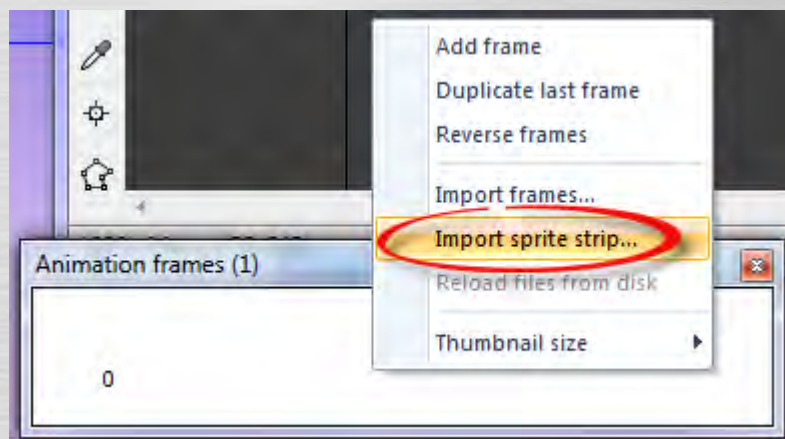 Add frame
Duplicate last frame
Reverse frames
Import frames...
Import sprite strip...
Reload files from disk
Thumbnail size
Animation frames (1)
0